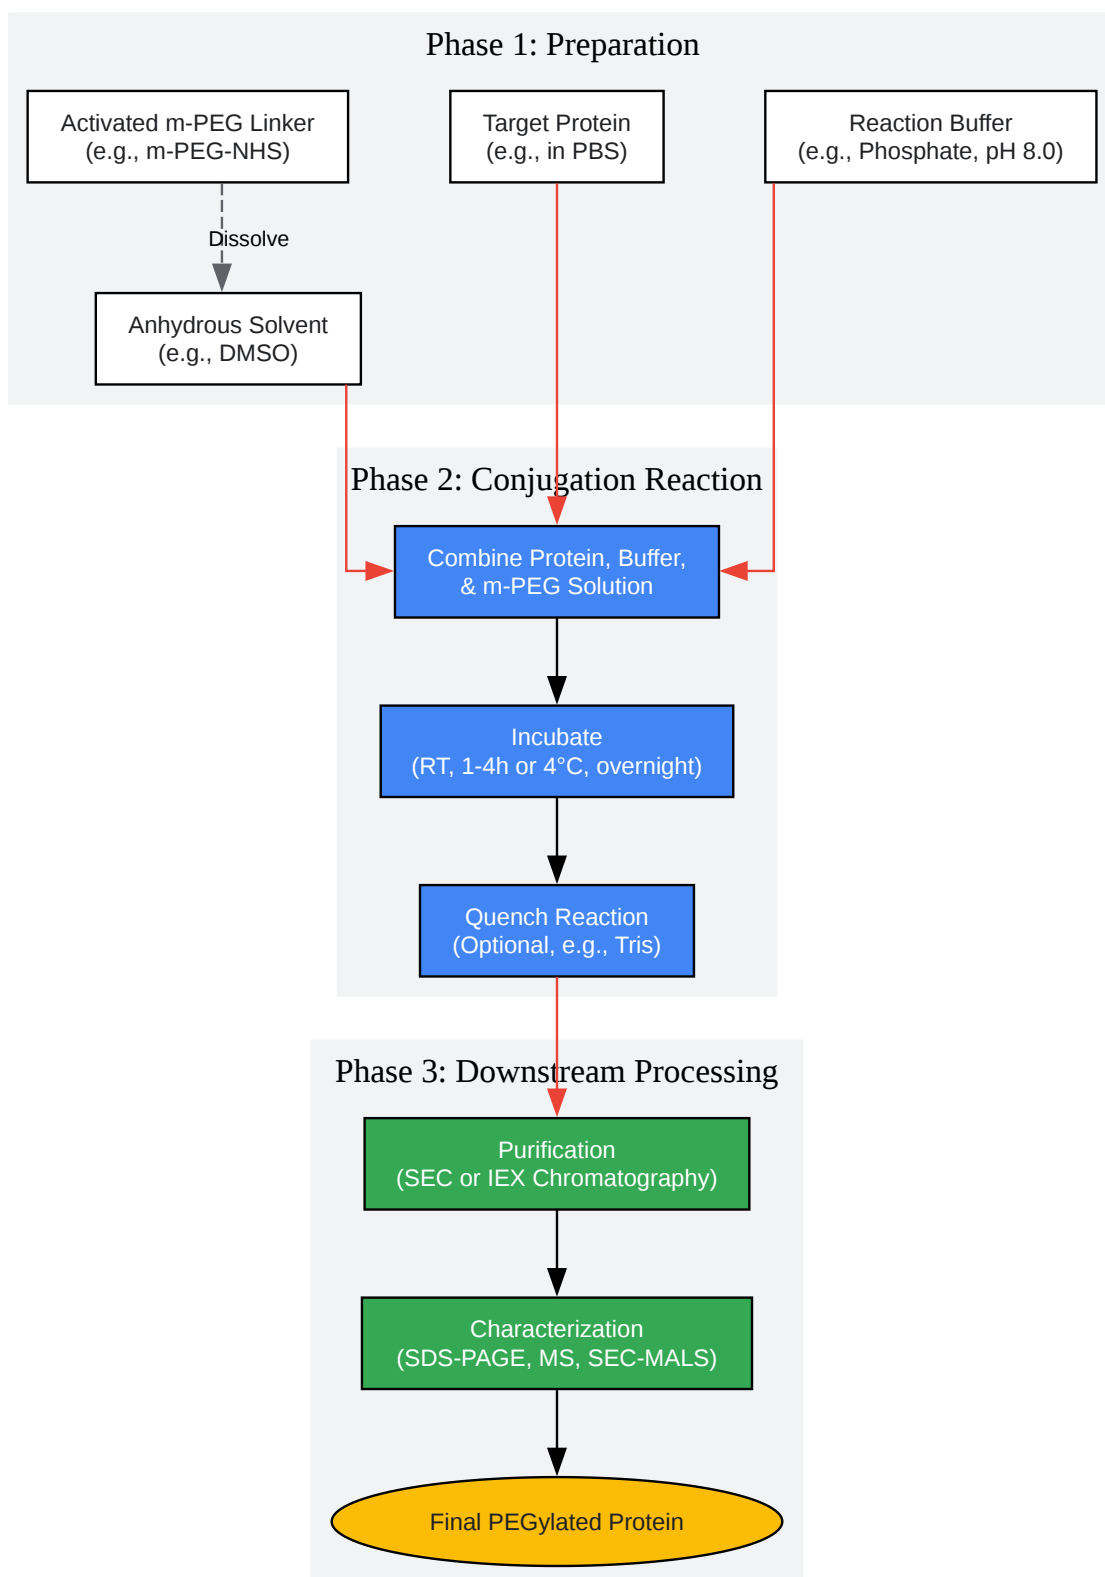 Phase 1: Preparation
Activated m-PEG Linker
(e.g., m-PEG-NHS)
Target Protein
(e.g., in PBS)
Reaction Buffer
(e.g., Phosphate, pH 8.0)
Dissolve
Anhydrous Solvent
(e.g., DMSO)
Phase 2: Conjugation Reaction
Combine Protein, Buffer,
& m-PEG Solution
Incubate
(RT, 1-4h or 4°C, overnight)
Quench Reaction
(Optional, e.g., Tris)
Phase 3: Downstream Processing
Purification
(SEC or IEX Chromatography)
Characterization
(SDS-PAGE, MS, SEC-MALS)
Final PEGylated Protein